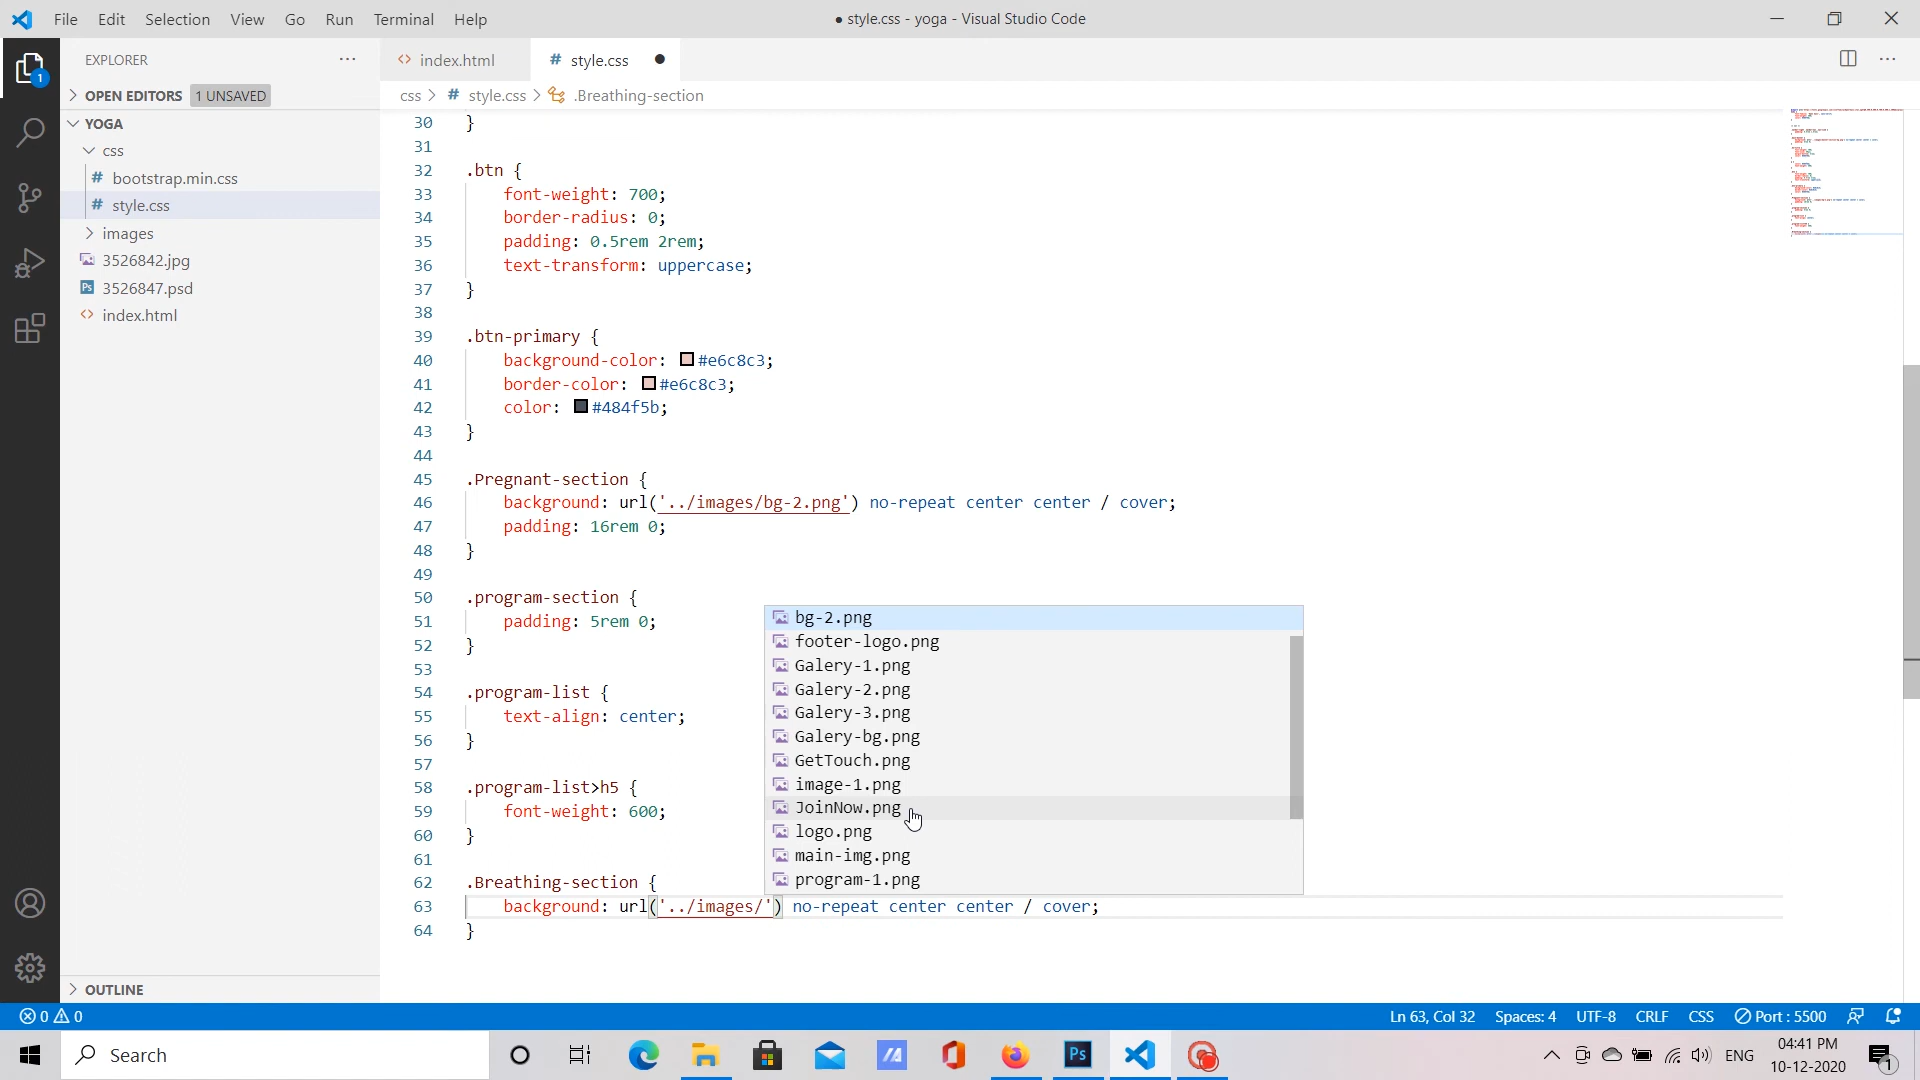 File Edit Selection View Go Run Terminal Help
● style.css - yoga - Visual Studio Code
EXPLORER
OPEN EDITORS 1 UNSAVED
YOGA
css
# bootstrap.min.css
# style.css
images
3526842.jpg
Ps 3526847.psd
<> index.html
OUTLINE
1
<> index.html
# style.css ●
css > # style.css > .Breathing-section
30 }
31
32 .btn {
33 font-weight: 700;
34 border-radius: 0;
35 padding: 0.5rem 2rem;
36 text-transform: uppercase;
37 }
38
39 .btn-primary {
40 background-color: #e6c8c3;
41 border-color: #e6c8c3;
42 color: #484f5b;
43 }
44
45 .Pregnant-section {
46 background: url('../images/bg-2.png') no-repeat center center / cover;
47 padding: 16rem 0;
48 }
49
50 .program-section {
51 padding: 5rem 0;
52 }
53
54 .program-list {
55 text-align: center;
56 }
57
58 .program-list>h5 {
59 font-weight: 600;
60 }
61
62 .Breathing-section {
63 background: url('../images/') no-repeat center center / cover;
64 }
bg-2.png
footer-logo.png
Galery-1.png
Galery-2.png
Galery-3.png
Galery-bg.png
GetTouch.png
image-1.png
JoinNow.png
logo.png
main-img.png
program-1.png
0 0
Ln 63, Col 32 Spaces: 4 UTF-8 CRLF CSS Port : 5500
Search
Ps
ENG
04:41 PM
10-12-2020
1